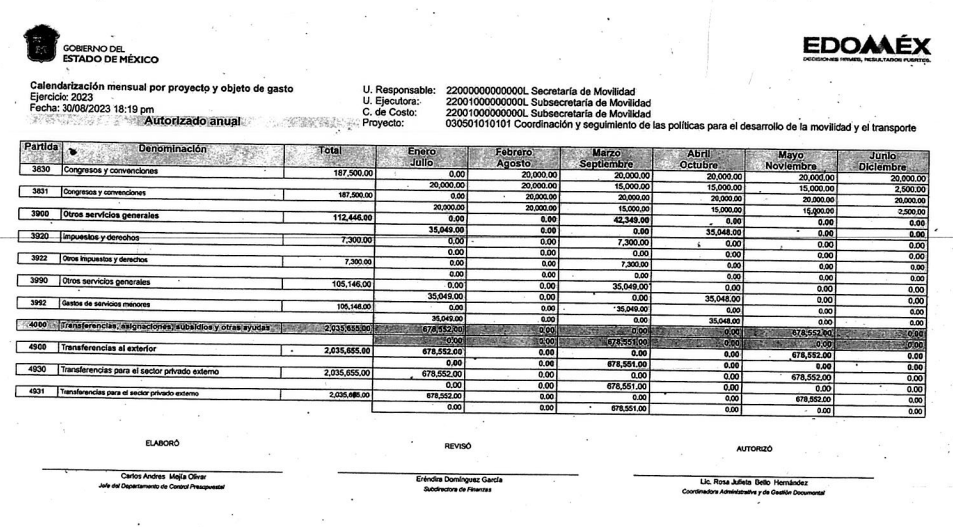 GOBIERNO DEL
ESTADO DE MÉXICO
EDOMÉX
DECISIONES FIRMES, RESULTADOS FUERTES.
Calendarización mensual por proyecto y objeto de gasto
Ejercicio: 2023
Fecha: 30/08/2023 18:19 pm
Autorizado anual
U. Responsable: 22000000000000L Secretaría de Movilidad
U. Ejecutora: 22001000000000L Subsecretaría de Movilidad
C. de Costo: 22001000000000L Subsecretaría de Movilidad
Proyecto: 030501010101 Coordinación y seguimiento de las políticas para el desarrollo de la movilidad y el transporte
Partida Denominación Total Enero Febrero Marzo Abril Mayo Junio
Julio Agosto Septiembre Octubre Noviembre Diciembre
3830 Congresos y convenciones 187,500.00 0.00 20,000.00 20,000.00 20,000.00 20,000.00 20,000.00
20,000.00 20,000.00 15,000.00 15,000.00 15,000.00 2,500.00
3831 Congresos y convenciones 187,500.00 0.00 20,000.00 20,000.00 20,000.00 20,000.00 20,000.00
20,000.00 20,000.00 15,000.00 15,000.00 15,000.00 2,500.00
3900 Otros servicios generales 112,446.00 0.00 0.00 42,349.00 0.00 0.00 0.00
35,049.00 0.00 0.00 35,048.00 0.00 0.00
3920 Impuestos y derechos 7,300.00 0.00 0.00 7,300.00 0.00 0.00 0.00
0.00 0.00 0.00 0.00 0.00 0.00
3922 Otros impuestos y derechos 7,300.00 0.00 0.00 7,300.00 0.00 0.00 0.00
0.00 0.00 0.00 0.00 0.00 0.00
3990 Otros servicios generales 105,146.00 0.00 0.00 35,049.00 0.00 0.00 0.00
35,049.00 0.00 0.00 35,048.00 0.00 0.00
3992 Gastos de servicios menores 105,146.00 0.00 0.00 35,049.00 0.00 0.00 0.00
35,049.00 0.00 0.00 35,048.00 0.00 0.00
4000 Transferencias, asignaciones, subsidios y otras ayudas 2,035,655.00 678,552.00 0.00 0.00 0.00 678,552.00 0.00
0.00 0.00 678,551.00 0.00 0.00 0.00
4900 Transferencias al exterior 2,035,655.00 678,552.00 0.00 0.00 0.00 678,552.00 0.00
0.00 0.00 678,551.00 0.00 0.00 0.00
4930 Transferencias para el sector privado externo 2,035,655.00 678,552.00 0.00 0.00 0.00 678,552.00 0.00
0.00 0.00 678,551.00 0.00 0.00 0.00
4931 Transferencias para el sector privado externo 2,035,655.00 678,552.00 0.00 0.00 0.00 678,552.00 0.00
0.00 0.00 678,551.00 0.00 0.00 0.00
ELABORÓ REVISÓ AUTORIZÓ
Carlos Andres Mejía Olivar Eréndira Domínguez García Lic. Rosa Julieta Bello Hernández
Jefe del Departamento de Control Presupuestal Subdirectora de Finanzas Coordinadora Administrativa y de Gestión Documental